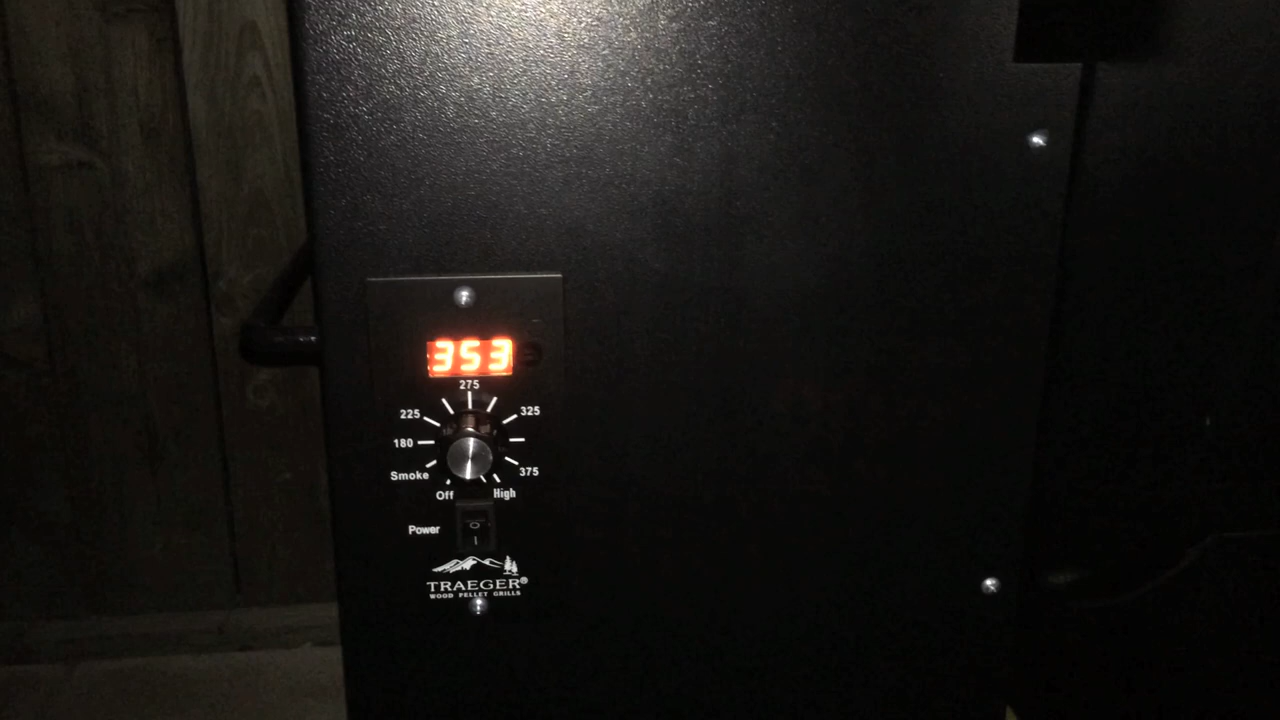 353
275
225
325
180
Smoke
375
Off
High
Power
O
I
TRAEGER®
WOOD PELLET GRILLS